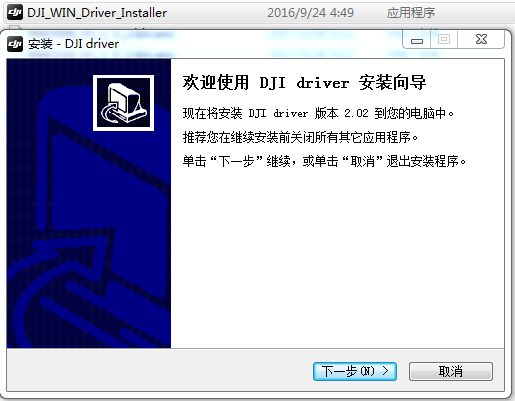 DJI_WIN_Driver_Installer 2016/9/24 4:49 应用程序
安装 - DJI driver
欢迎使用 DJI driver 安装向导
现在将安装 DJI driver 版本 2.02 到您的电脑中。
推荐您在继续安装前关闭所有其它应用程序。
单击“下一步”继续，或单击“取消”退出安装程序。
下一步(N) > 取消